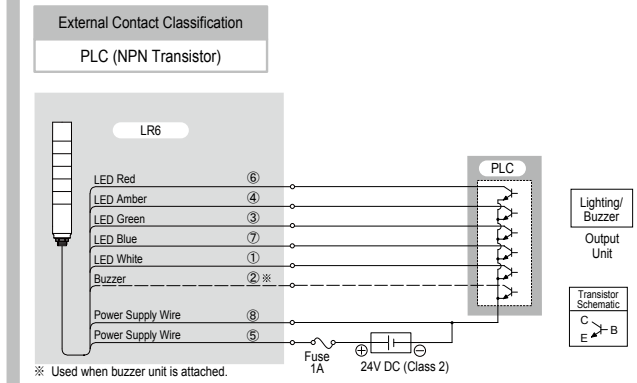 External Contact Classification
PLC (NPN Transistor)
LR6
PLC
LED Red ⑥
LED Amber ④
LED Green ③
LED Blue ⑦
LED White ①
Buzzer ②※
Power Supply Wire ⑧
Power Supply Wire ⑤
Fuse
1A
⊕ ⊖
24V DC (Class 2)
※ Used when buzzer unit is attached.
Lighting/
Buzzer
Output
Unit
Transistor
Schematic
C
B
E